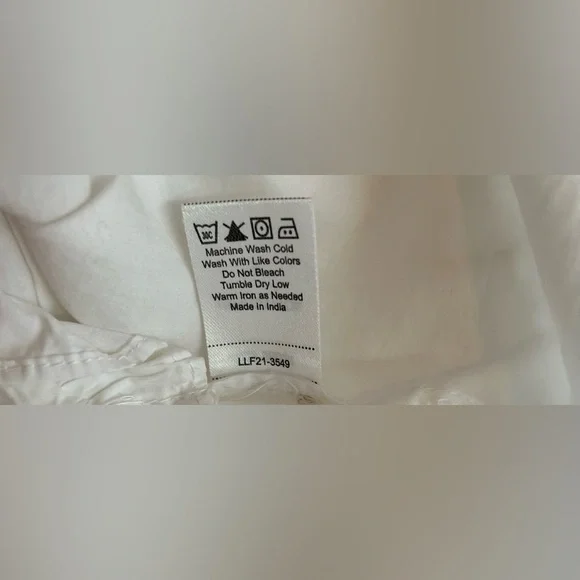 Machine Wash Cold
Wash With Like Colors
Do Not Bleach
Tumble Dry Low
Warm Iron as Needed
Made in India
LLF21-3549